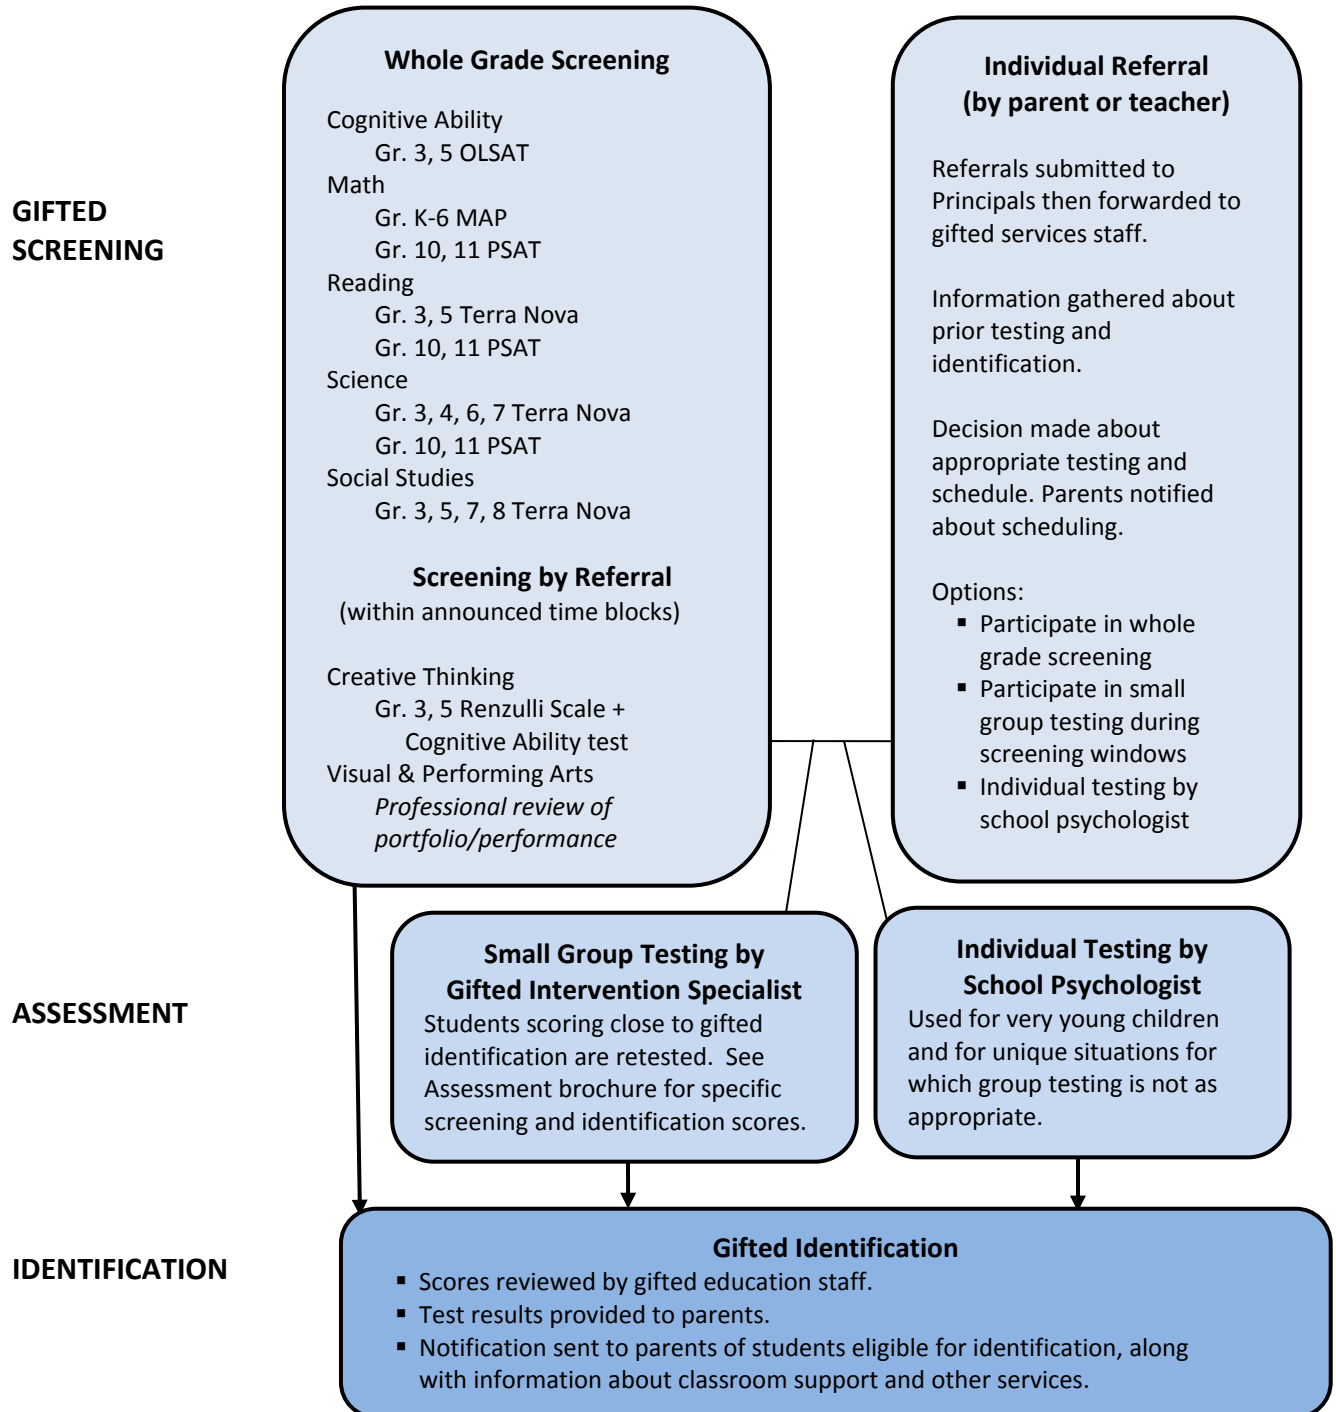 GIFTED
SCREENING
Whole Grade Screening
Cognitive Ability
Gr. 3, 5 OLSAT
Math
Gr. K-6 MAP
Gr. 10, 11 PSAT
Reading
Gr. 3, 5 Terra Nova
Gr. 10, 11 PSAT
Science
Gr. 3, 4, 6, 7 Terra Nova
Gr. 10, 11 PSAT
Social Studies
Gr. 3, 5, 7, 8 Terra Nova
Screening by Referral
(within announced time blocks)
Creative Thinking
Gr. 3, 5 Renzulli Scale +
Cognitive Ability test
Visual & Performing Arts
Professional review of
portfolio/performance
Individual Referral
(by parent or teacher)
Referrals submitted to
Principals then forwarded to
gifted services staff.
Information gathered about
prior testing and
identification.
Decision made about
appropriate testing and
schedule. Parents notified
about scheduling.
Options:
▪ Participate in whole
grade screening
▪ Participate in small
group testing during
screening windows
▪ Individual testing by
school psychologist
ASSESSMENT
Small Group Testing by
Gifted Intervention Specialist
Students scoring close to gifted
identification are retested.  See
Assessment brochure for specific
screening and identification scores.
Individual Testing by
School Psychologist
Used for very young children
and for unique situations for
which group testing is not as
appropriate.
IDENTIFICATION
Gifted Identification
▪ Scores reviewed by gifted education staff.
▪ Test results provided to parents.
▪ Notification sent to parents of students eligible for identification, along
with information about classroom support and other services.